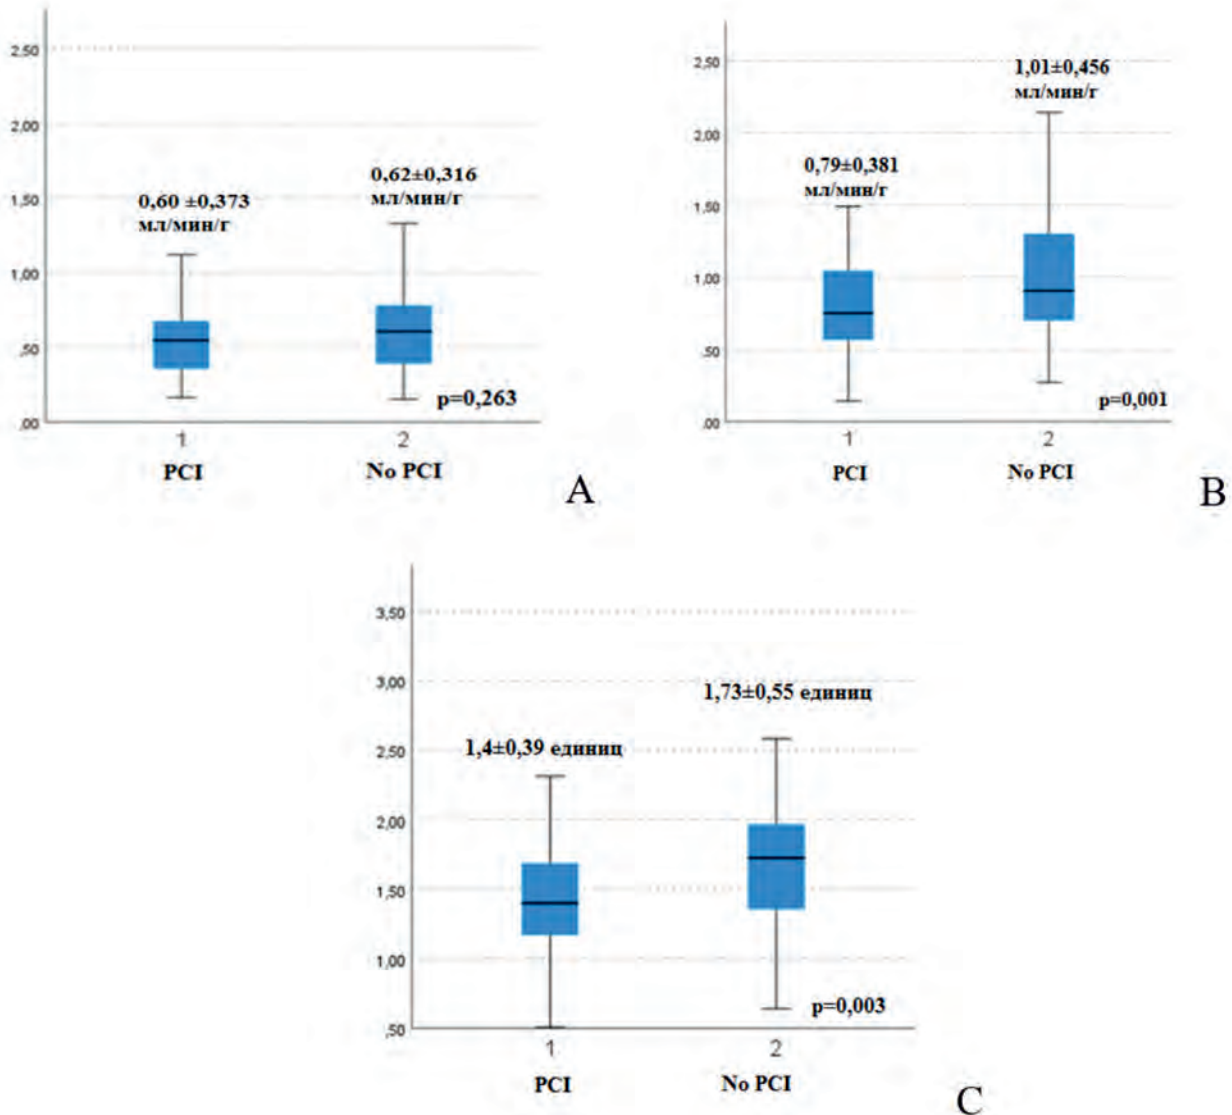 2,50
2,00
1,50
1,00
,50
,00
0,60 ±0,373
мл/мин/г
0,62±0,316
мл/мин/г
p=0,263
1
2
PCI
No PCI
A
2,50
2,00
1,50
1,00
,50
,00
0,79±0,381
мл/мин/г
1,01±0,456
мл/мин/г
p=0,001
1
2
PCI
No PCI
B
3,50
3,00
2,50
2,00
1,50
1,00
,50
1,4±0,39 единиц
1,73±0,55 единиц
p=0,003
1
2
PCI
No PCI
C